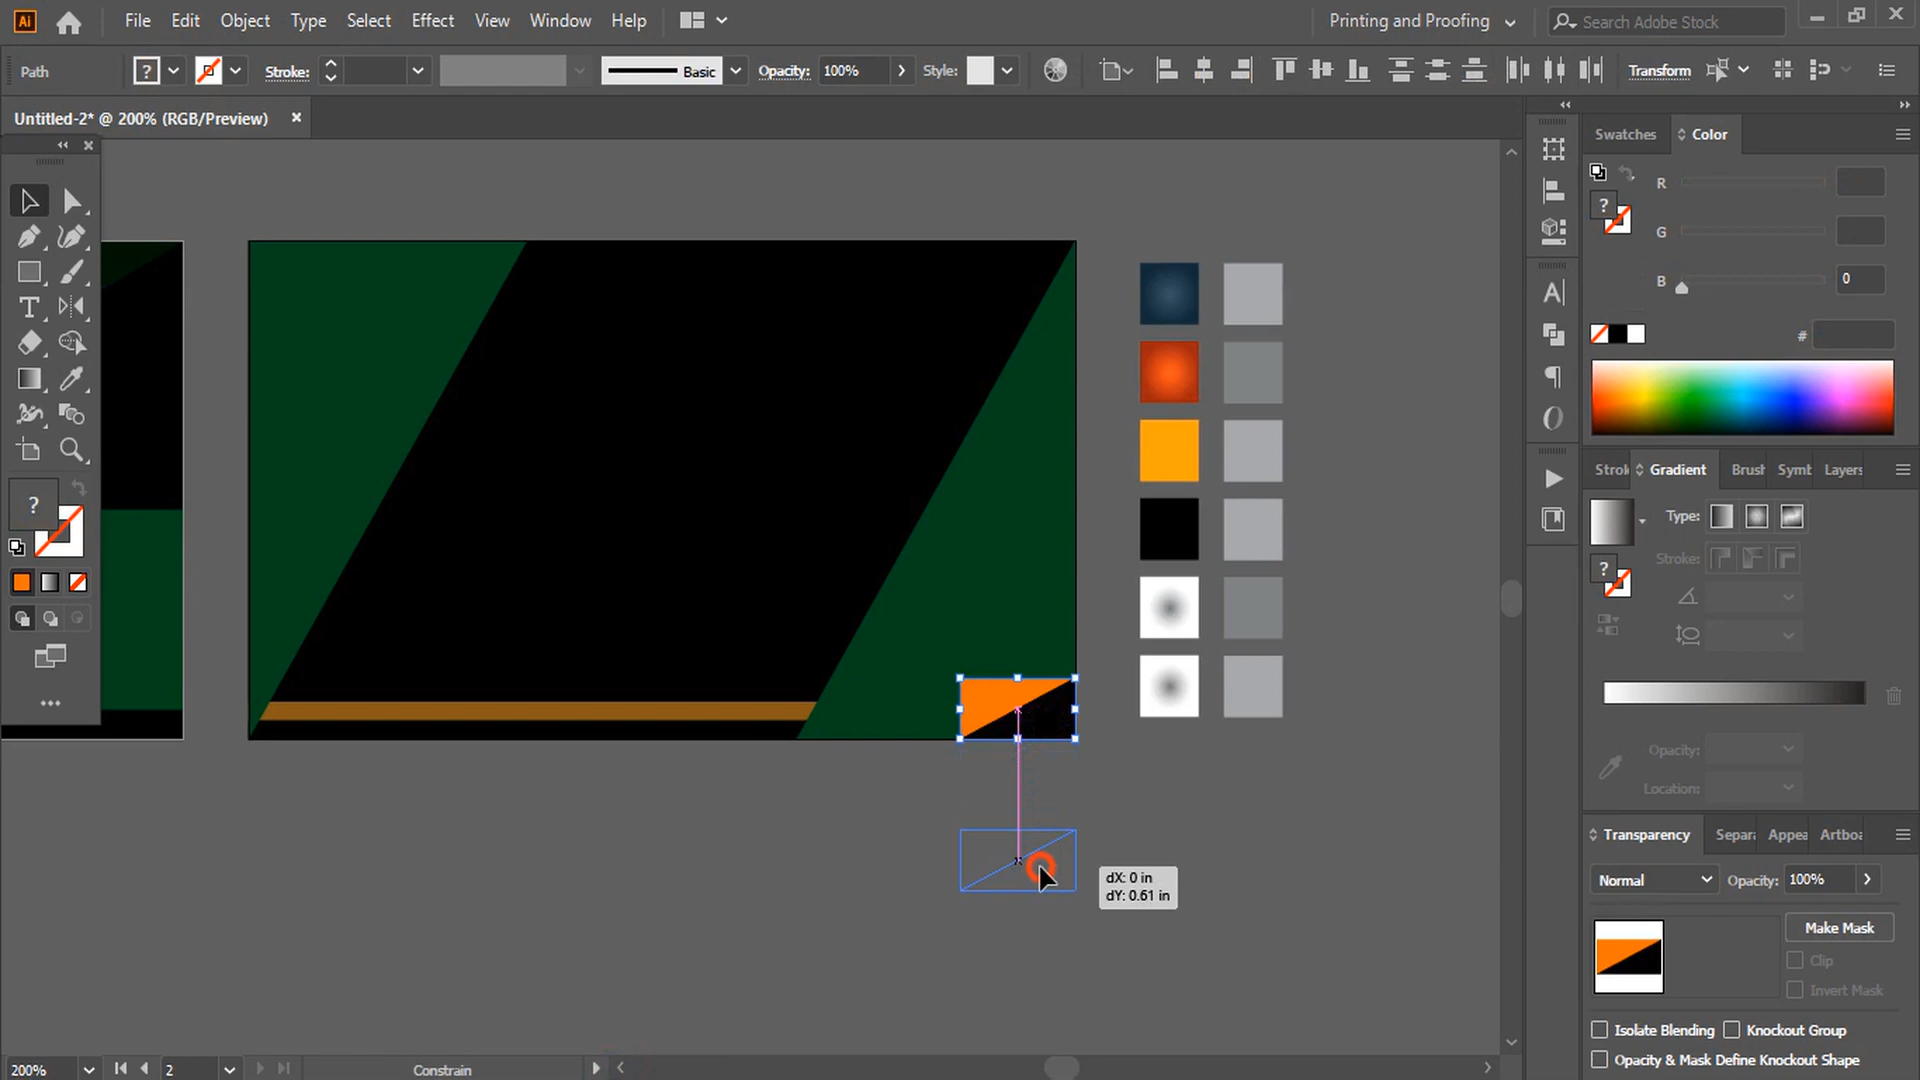 Ai File Edit Object Type Select Effect View Window Help Printing and Proofing Search Adobe Stock
Path ? Stroke: Basic Opacity: 100% Style: Transform
Untitled-2* @ 200% (RGB/Preview)
Swatches Color
R
? G
B 0
#
T
A
Strok Gradient Brush Symb Layers
Type:
Stroke:
?
?
Opacity:
Location:
Transparency Separa Appea Artboa
Normal Opacity: 100%
dX: 0 in
dY: 0.61 in
Make Mask
Clip
Invert Mask
Isolate Blending Knockout Group
Opacity & Mask Define Knockout Shape
200% 2 Constrain